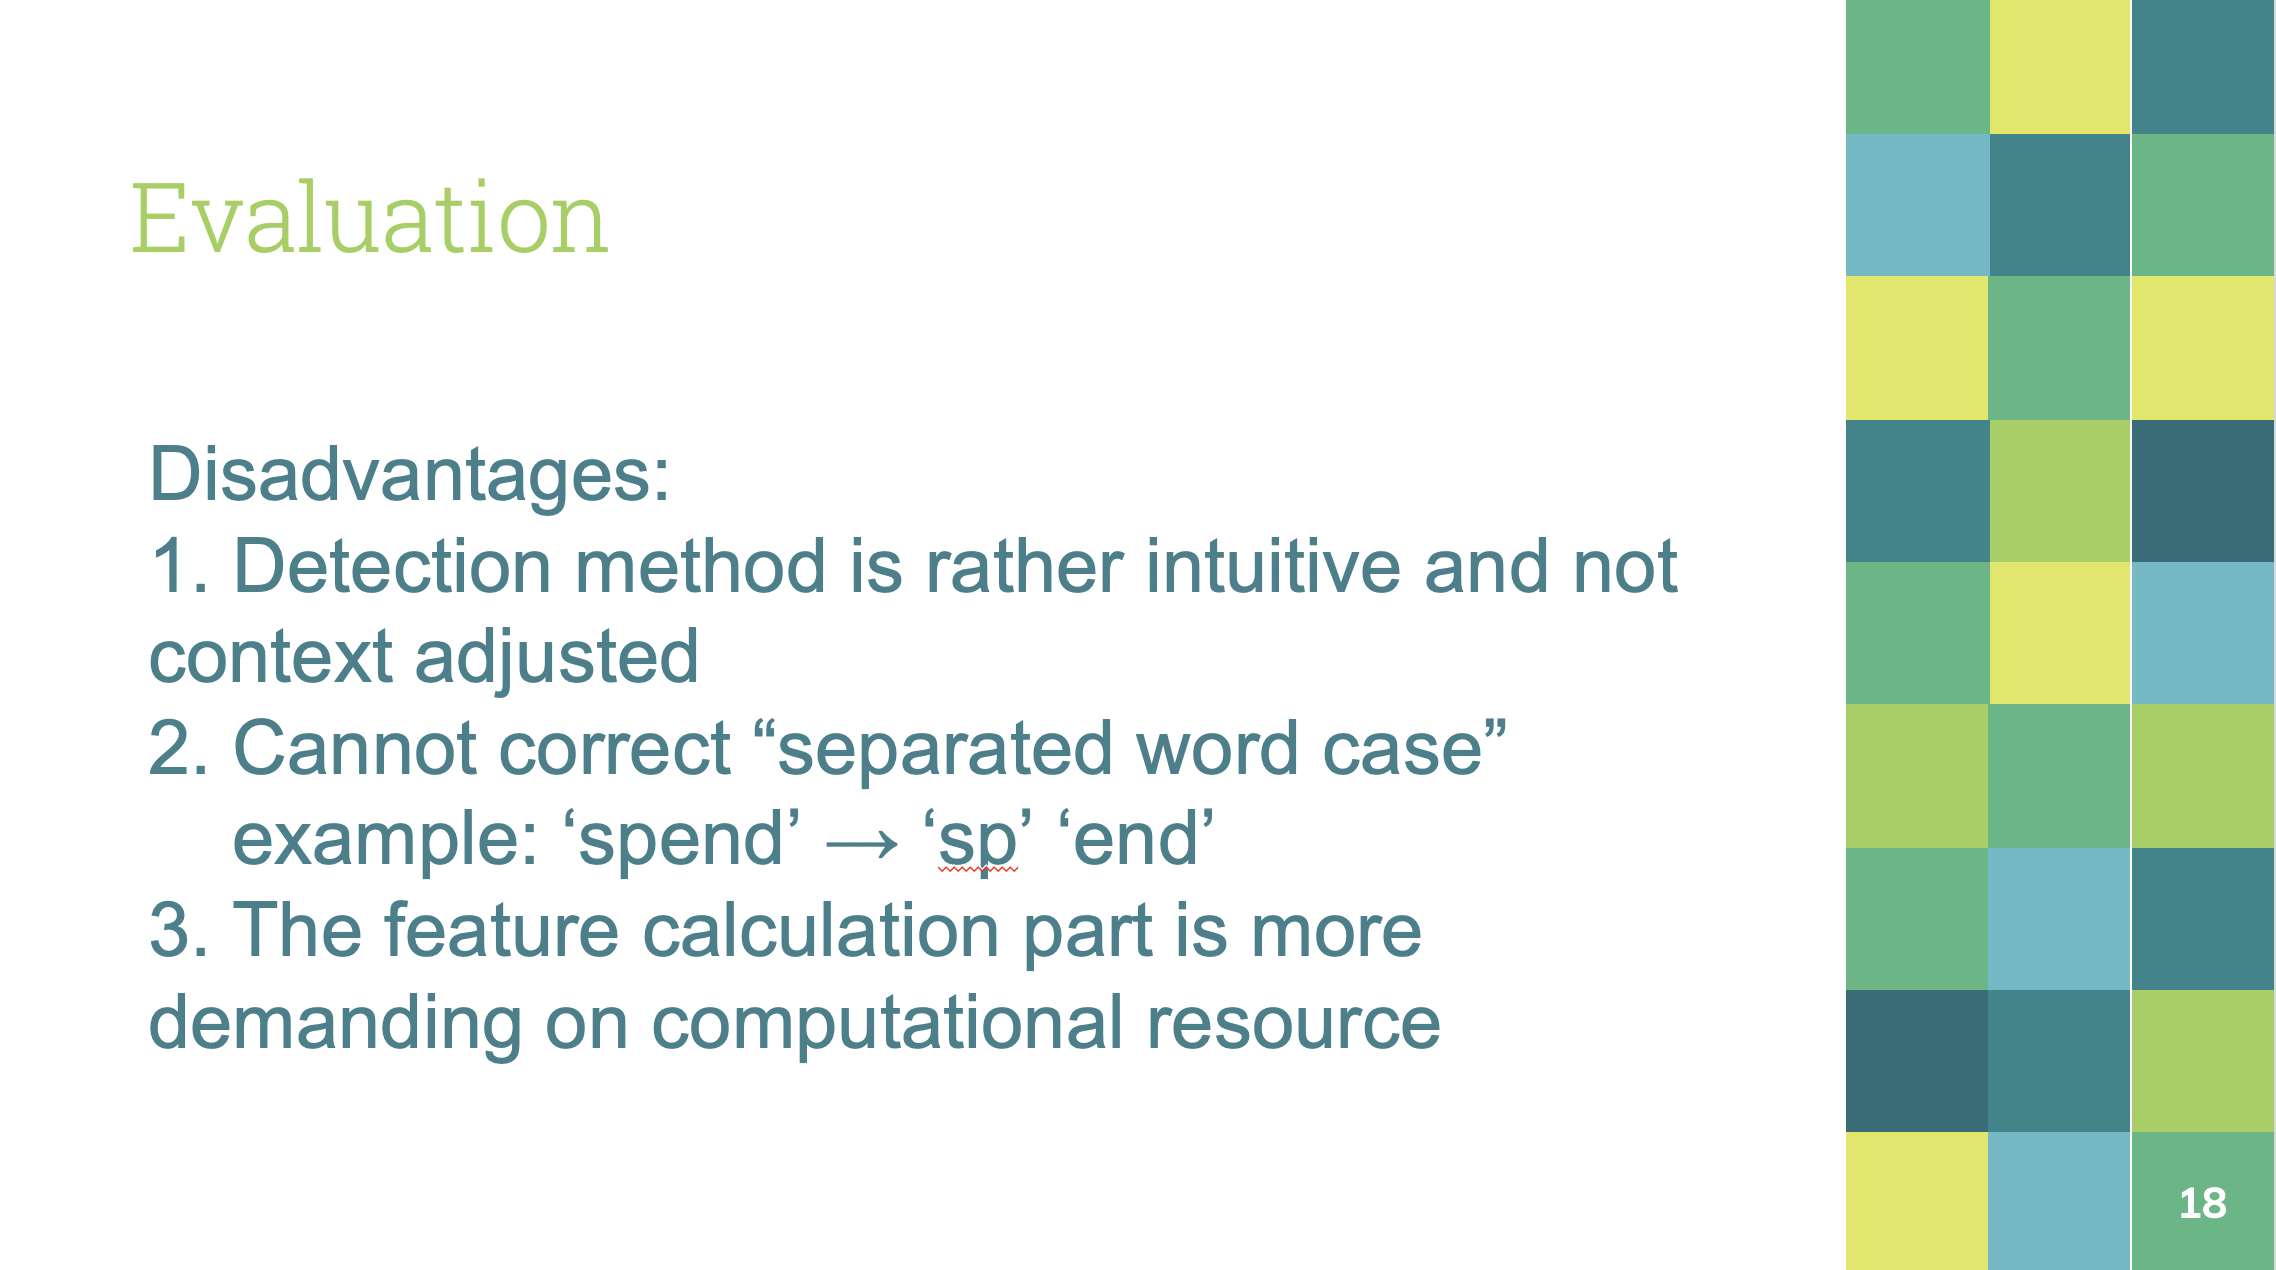 Evaluation
Disadvantages:
1. Detection method is rather intuitive and not
context adjusted
2. Cannot correct “separated word case”
example: ‘spend’ → ‘sp’ ‘end’
3. The feature calculation part is more
demanding on computational resource
18